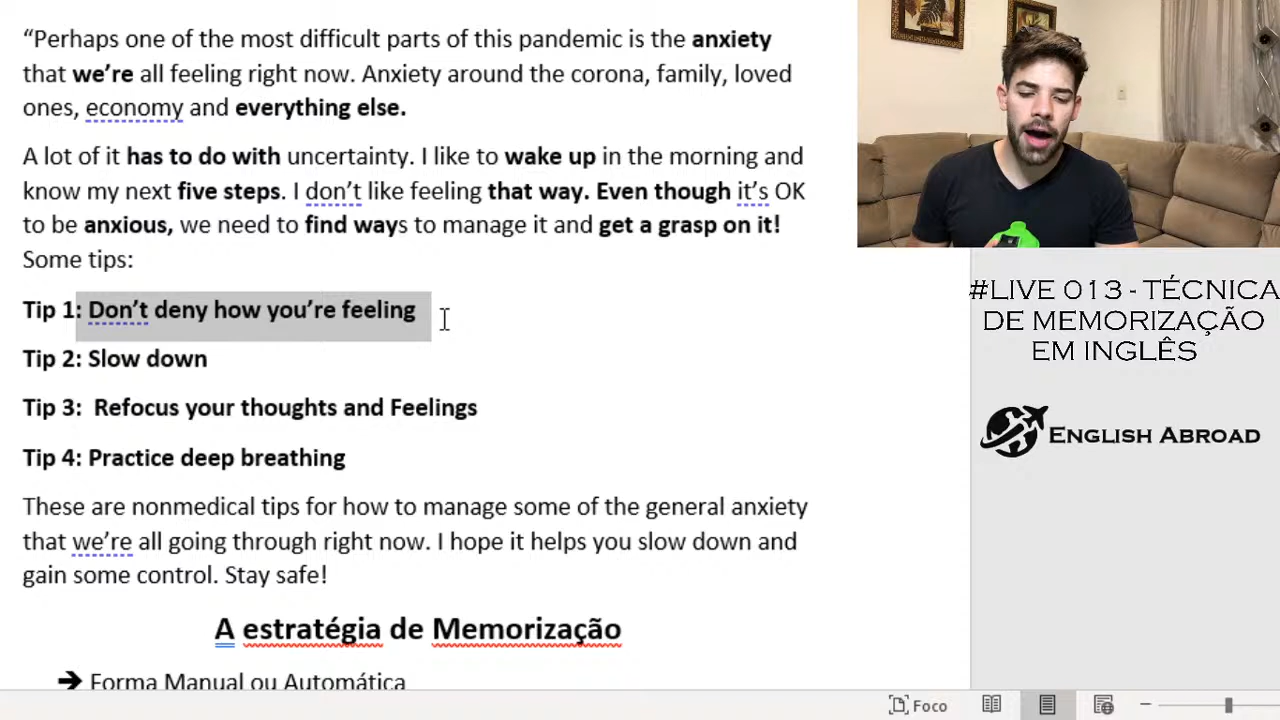 “Perhaps one of the most difficult parts of this pandemic is the anxiety
that we’re all feeling right now. Anxiety around the corona, family, loved
ones, economy and everything else.
A lot of it has to do with uncertainty. I like to wake up in the morning and
know my next five steps. I don’t like feeling that way. Even though it’s OK
to be anxious, we need to find ways to manage it and get a grasp on it!
Some tips:
Tip 1: Don’t deny how you’re feeling
Tip 2: Slow down
Tip 3:  Refocus your thoughts and Feelings
Tip 4: Practice deep breathing
These are nonmedical tips for how to manage some of the general anxiety
that we’re all going through right now. I hope it helps you slow down and
gain some control. Stay safe!
A estratégia de Memorização
➔ Forma Manual ou Automática
#LIVE 013 - TÉCNICA
DE MEMORIZAÇÃO
EM INGLÊS
ENGLISH ABROAD
Foco